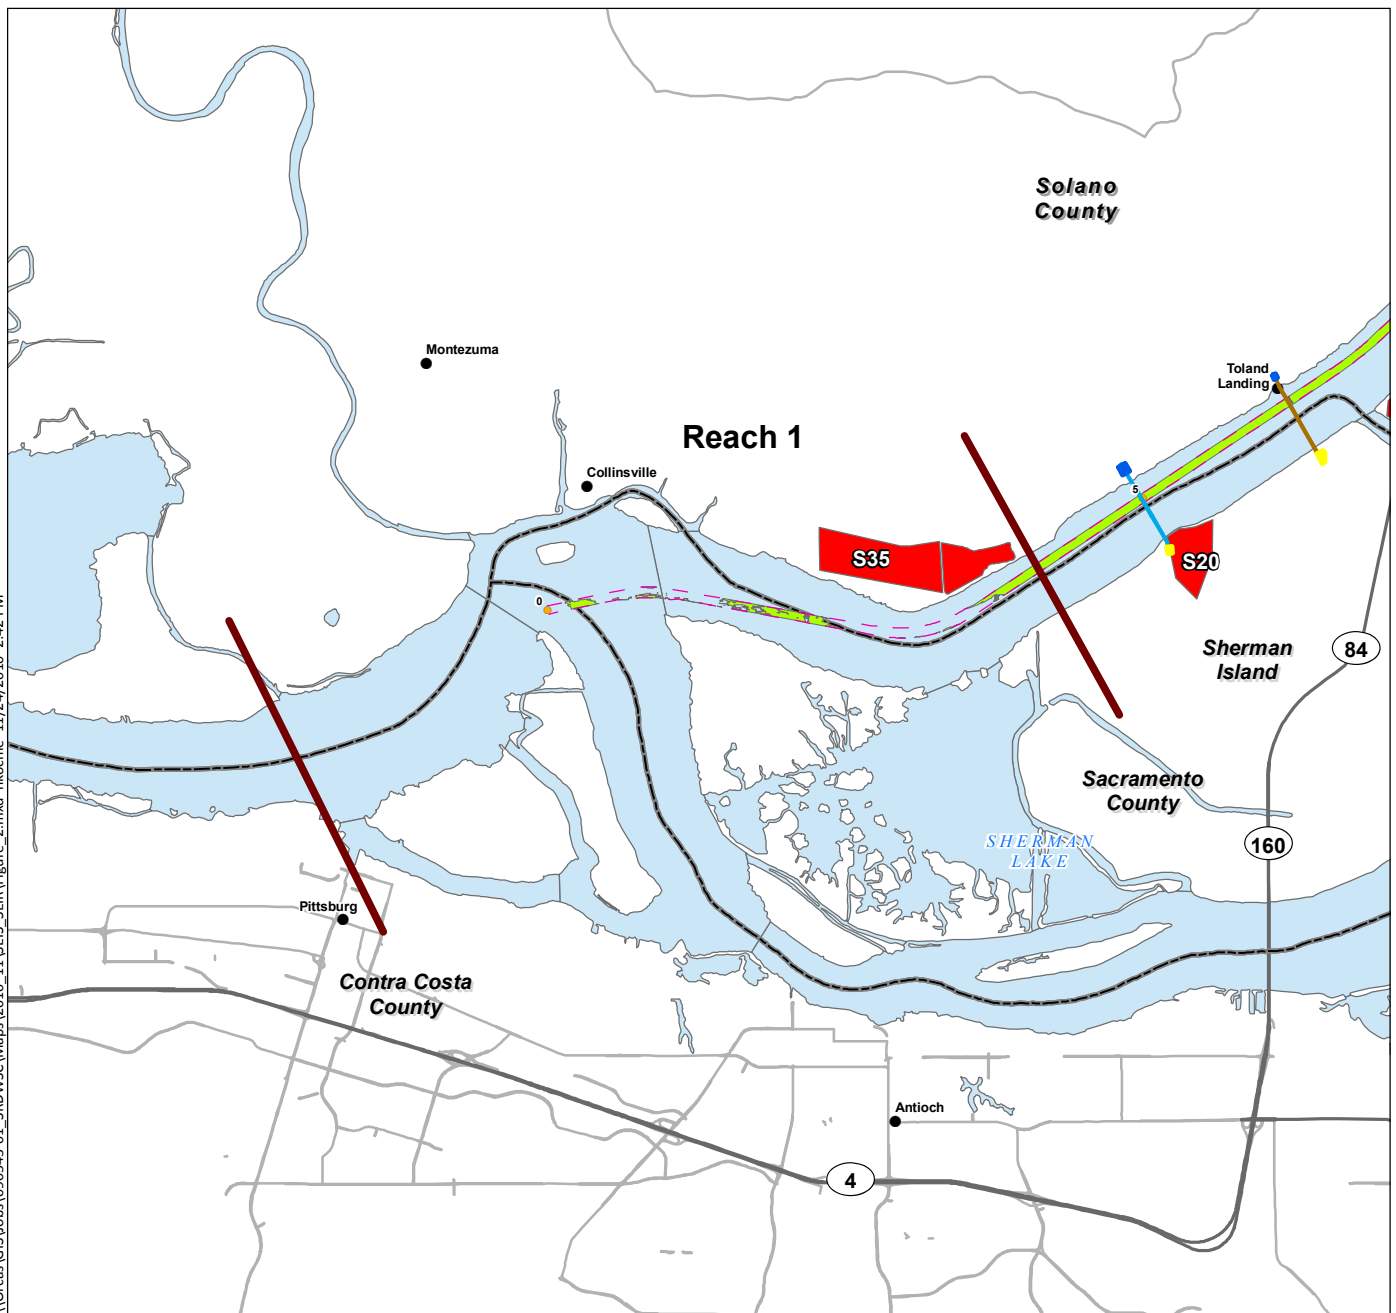 Solano
County
Montezuma
Toland
Landing
Reach 1
Collinsville
5
S35
S20
0
Sherman
Island
84
Sacramento
County
SHERMAN
LAKE
160
Pittsburg
Contra Costa
County
Antioch
4